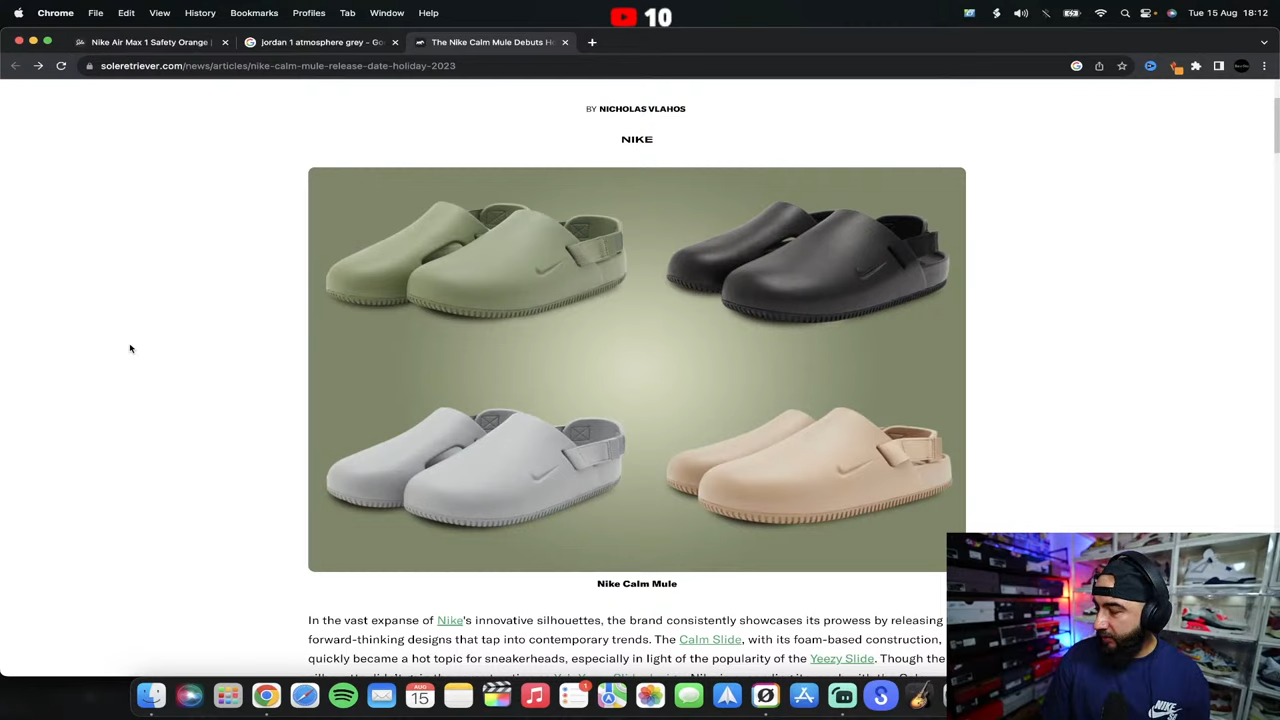 Chrome File Edit View History Bookmarks Profiles Tab Window Help
10
Tue 15 Aug 18:12
Nike Air Max 1 Safety Orange |
jordan 1 atmosphere grey - Go
The Nike Calm Mule Debuts H
soleretriever.com/news/articles/nike-calm-mule-release-date-holiday-2023
BY NICHOLAS VLAHOS
NIKE
Nike Calm Mule
In the vast expanse of Nike's innovative silhouettes, the brand consistently showcases its prowess by releasing
forward-thinking designs that tap into contemporary trends. The Calm Slide, with its foam-based construction,
quickly became a hot topic for sneakerheads, especially in light of the popularity of the Yeezy Slide. Though the
AUG
15
1
NIKE SB